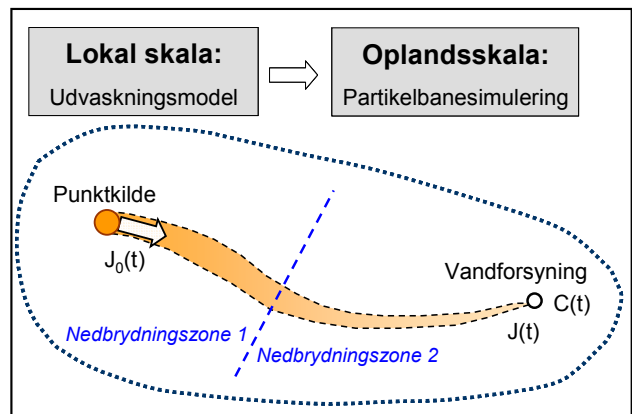 Lokal skala:
Udvaskningsmodel
Oplandsskala:
Partikelbanesimulering
Punktkilde
J₀(t)
Vandforsyning
C(t)
J(t)
Nedbrydningszone 1
Nedbrydningszone 2